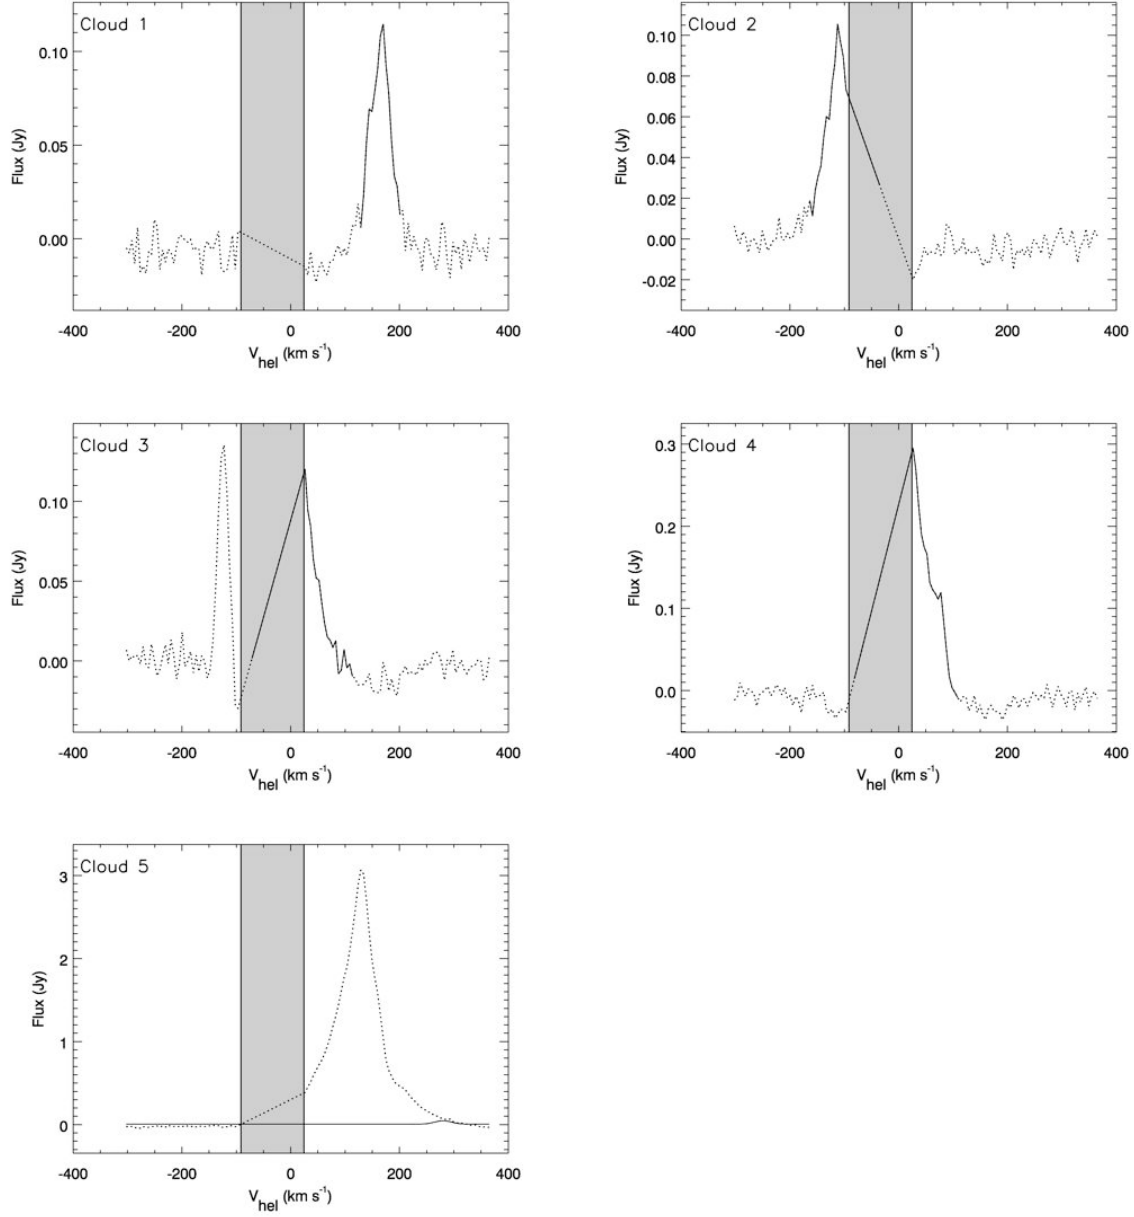 Cloud 1
Flux (Jy)
0.10
0.05
0.00
-400 -200 0 200 400
V_hel (km s⁻¹)
Cloud 2
Flux (Jy)
0.10
0.08
0.06
0.04
0.02
0.00
-0.02
-400 -200 0 200 400
V_hel (km s⁻¹)
Cloud 3
Flux (Jy)
0.10
0.05
0.00
-400 -200 0 200 400
V_hel (km s⁻¹)
Cloud 4
Flux (Jy)
0.3
0.2
0.1
0.0
-400 -200 0 200 400
V_hel (km s⁻¹)
Cloud 5
Flux (Jy)
3
2
1
0
-400 -200 0 200 400
V_hel (km s⁻¹)